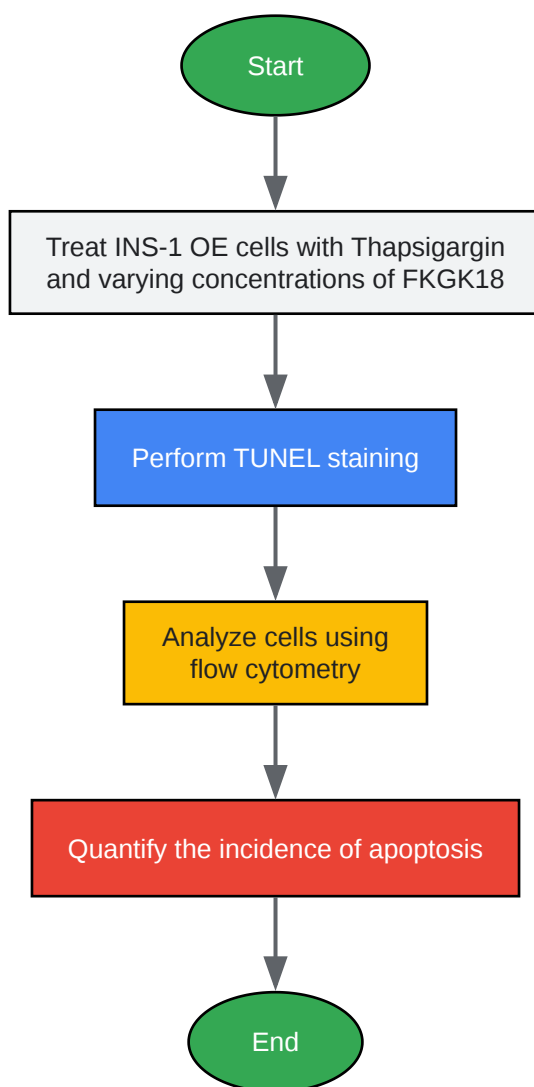 Start
Treat INS-1 OE cells with Thapsigargin
and varying concentrations of FKGK18
Perform TUNEL staining
Analyze cells using
flow cytometry
Quantify the incidence of apoptosis
End